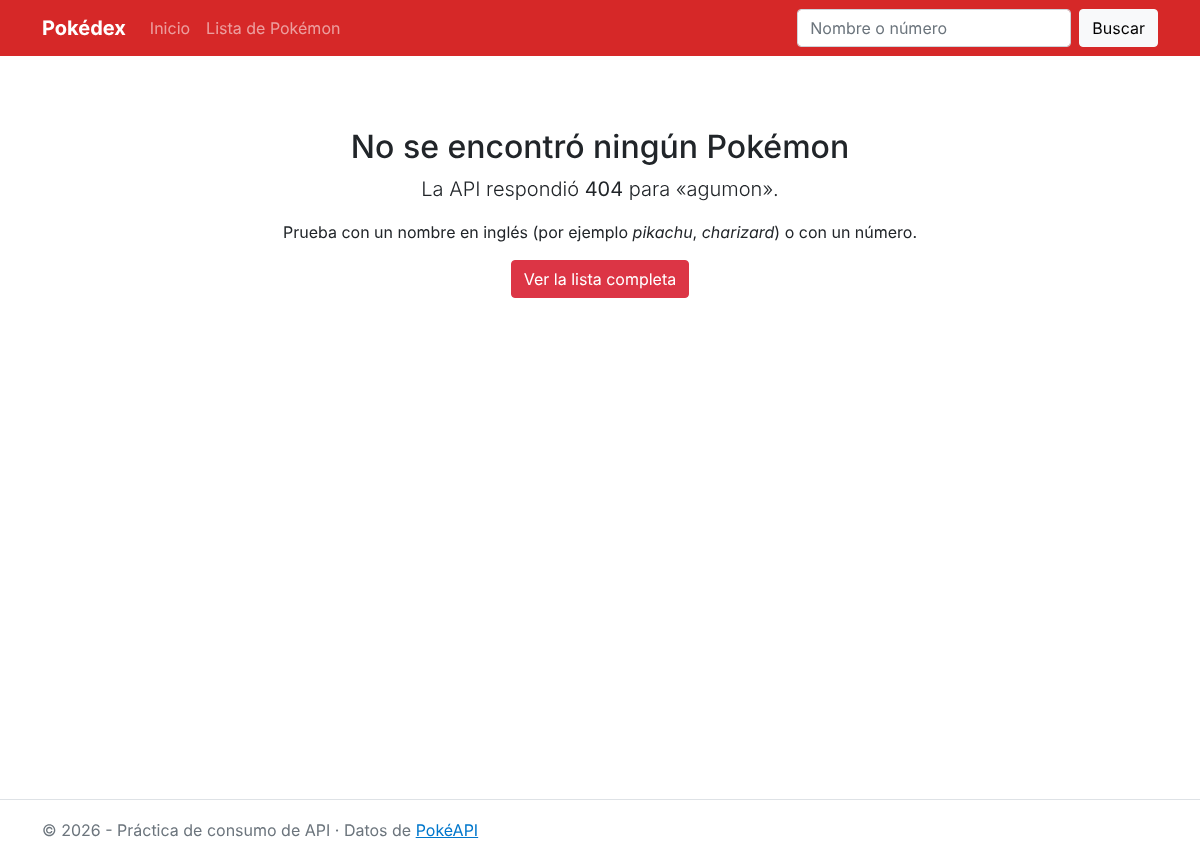 Pokédex Inicio Lista de Pokémon Nombre o número Buscar
No se encontró ningún Pokémon
La API respondió 404 para «agumon».
Prueba con un nombre en inglés (por ejemplo pikachu, charizard) o con un número.
Ver la lista completa
© 2026 - Práctica de consumo de API · Datos de PokéAPI